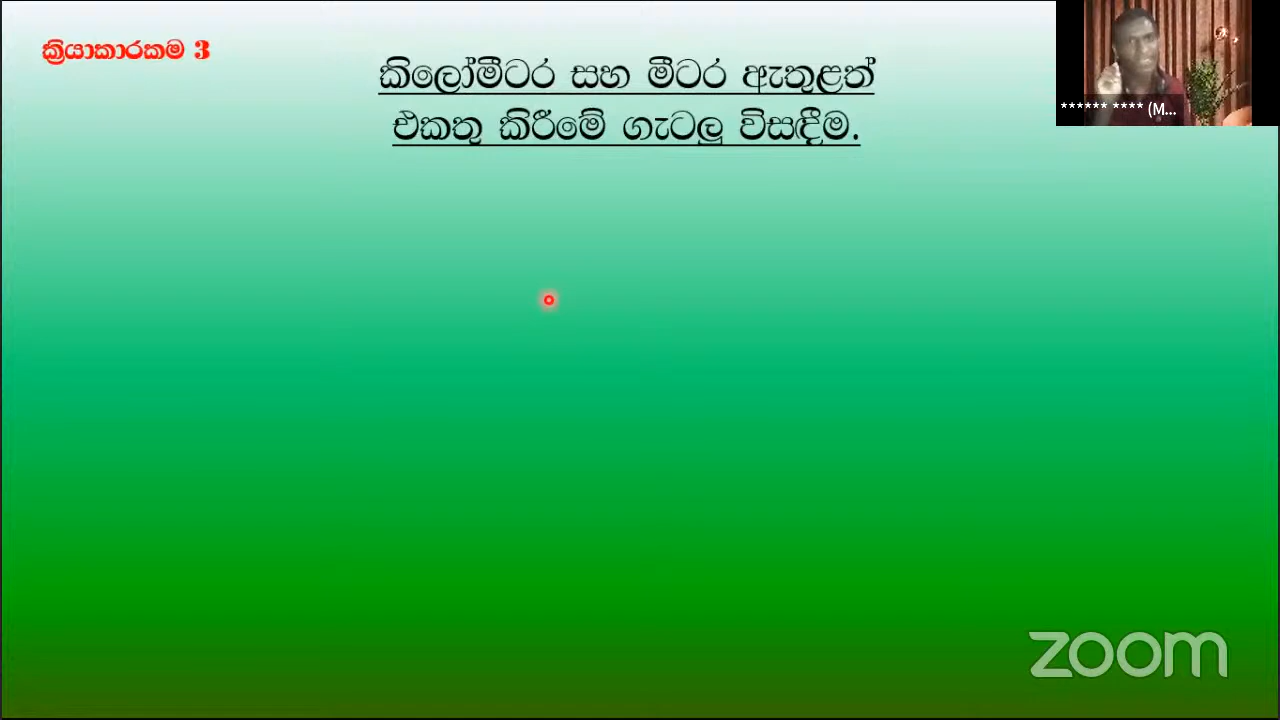 ක්‍රියාකාරකම 3
කිලෝමීටර සහ මීටර ඇතුළත්
එකතු කිරීමේ ගැටලු විසඳීම.
****** **** (M...
zoom